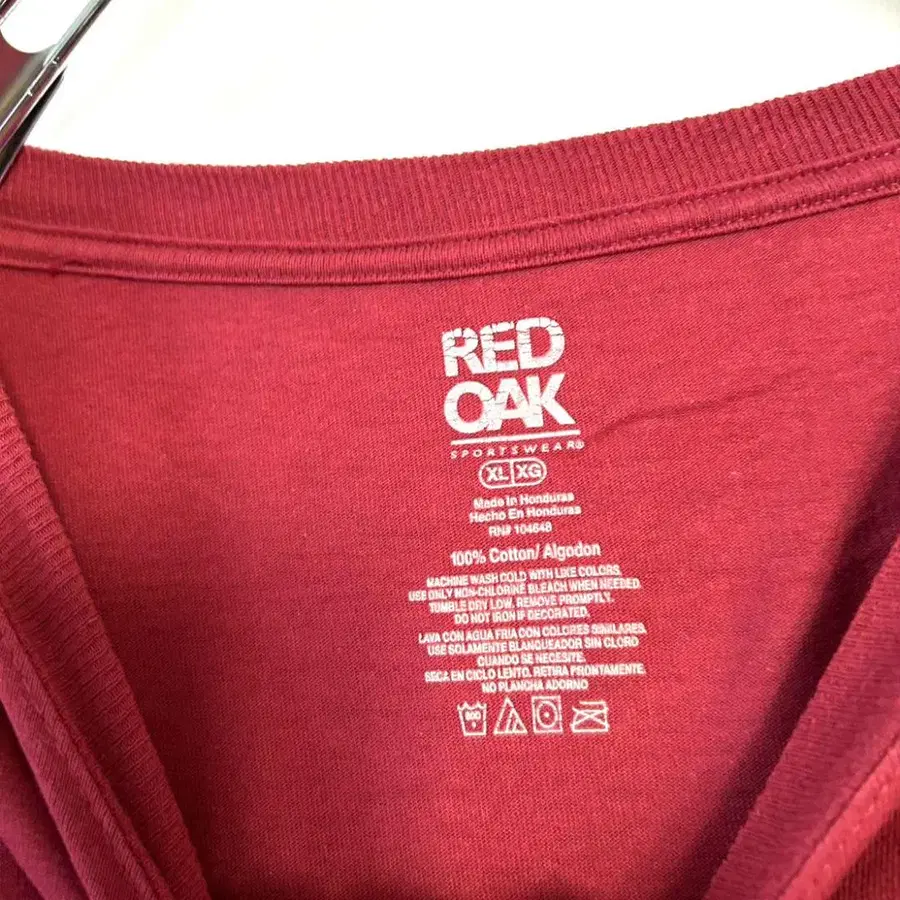 RED
OAK
SPORTSWEAR®
XL XG
Made In Honduras
Hecho En Honduras
RN# 104648
100% Cotton/ Algodon
MACHINE WASH COLD WITH LIKE COLORS.
USE ONLY NON-CHLORINE BLEACH WHEN NEEDED.
TUMBLE DRY LOW. REMOVE PROMPTLY.
DO NOT IRON IF DECORATED.
LAVA CON AGUA FRIA CON COLORES SIMILARES.
USE SOLAMENTE BLANQUEADOR SIN CLORO
CUANDO SE NECESITE.
SECA EN CICLO LENTO. RETIRA PRONTAMENTE.
NO PLANCHA ADORNO